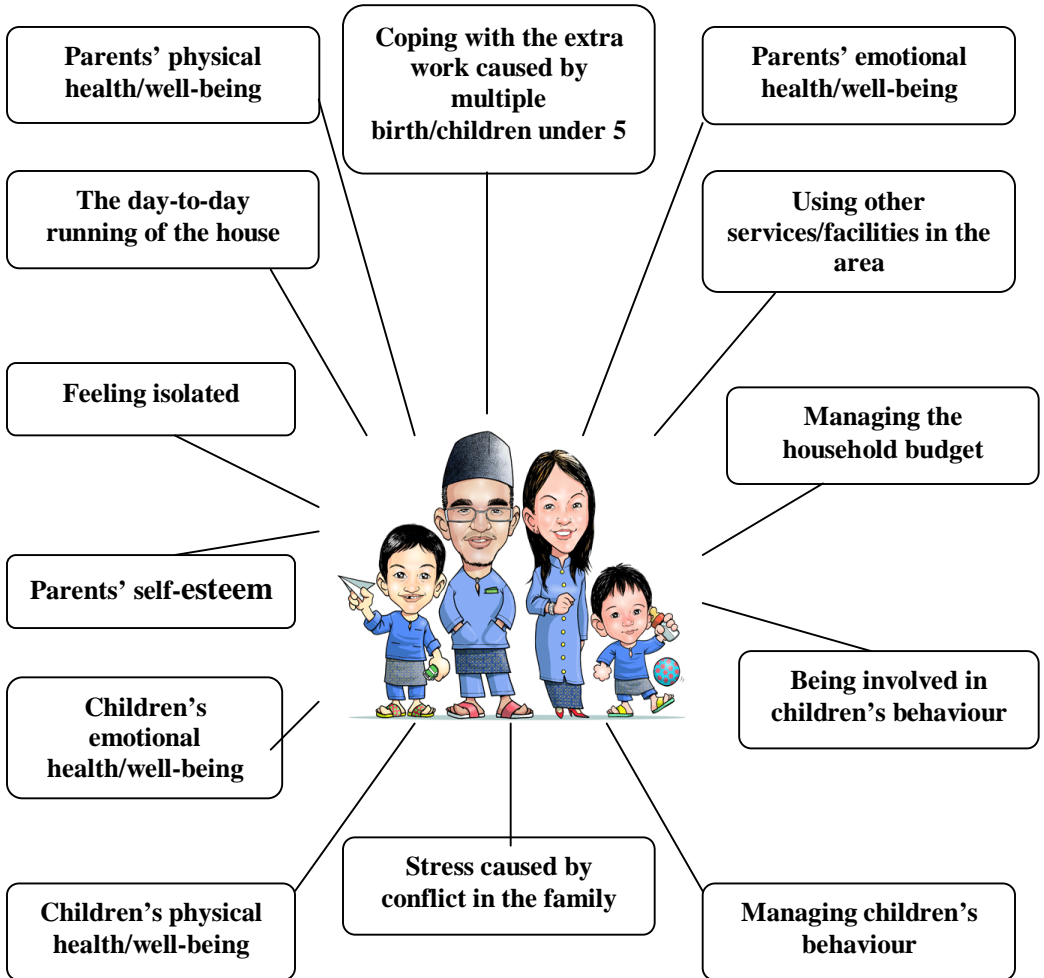 Parents’ physical
health/well-being
Coping with the extra
work caused by
multiple
birth/children under 5
Parents’ emotional
health/well-being
The day-to-day
running of the house
Using other
services/facilities in the
area
Feeling isolated
Managing the
household budget
Parents’ self-esteem
Being involved in
children’s behaviour
Children’s
emotional
health/well-being
Stress caused by
conflict in the family
Children’s physical
health/well-being
Managing children’s
behaviour